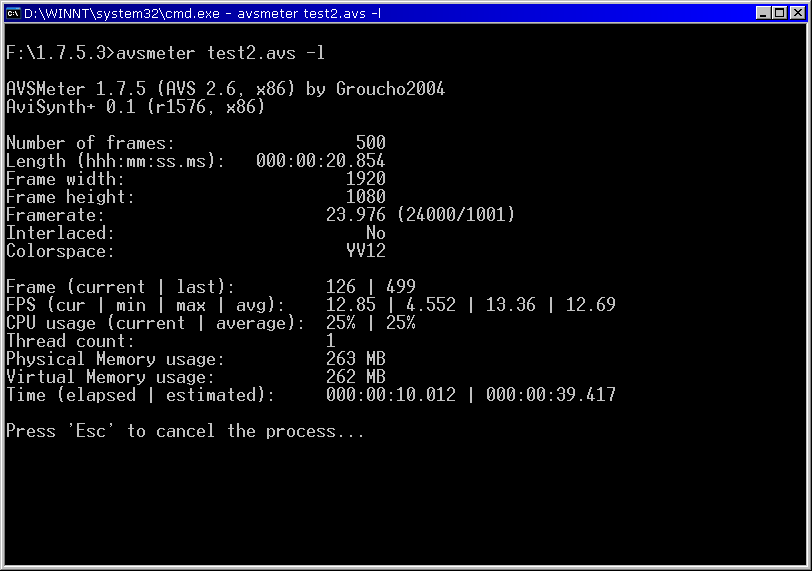 D:\WINNT\system32\cmd.exe - avsmeter test2.avs -l
F:\1.7.5.3>avsmeter test2.avs -l
AVSMeter 1.7.5 (AVS 2.6, x86) by Groucho2004
AviSynth+ 0.1 (r1576, x86)
Number of frames: 500
Length (hhh:mm:ss.ms): 000:00:20.854
Frame width: 1920
Frame height: 1080
Framerate: 23.976 (24000/1001)
Interlaced: No
Colorspace: YV12
Frame (current | last): 126 | 499
FPS (cur | min | max | avg): 12.85 | 4.552 | 13.36 | 12.69
CPU usage (current | average): 25% | 25%
Thread count: 1
Physical Memory usage: 263 MB
Virtual Memory usage: 262 MB
Time (elapsed | estimated): 000:00:10.012 | 000:00:39.417
Press 'Esc' to cancel the process...